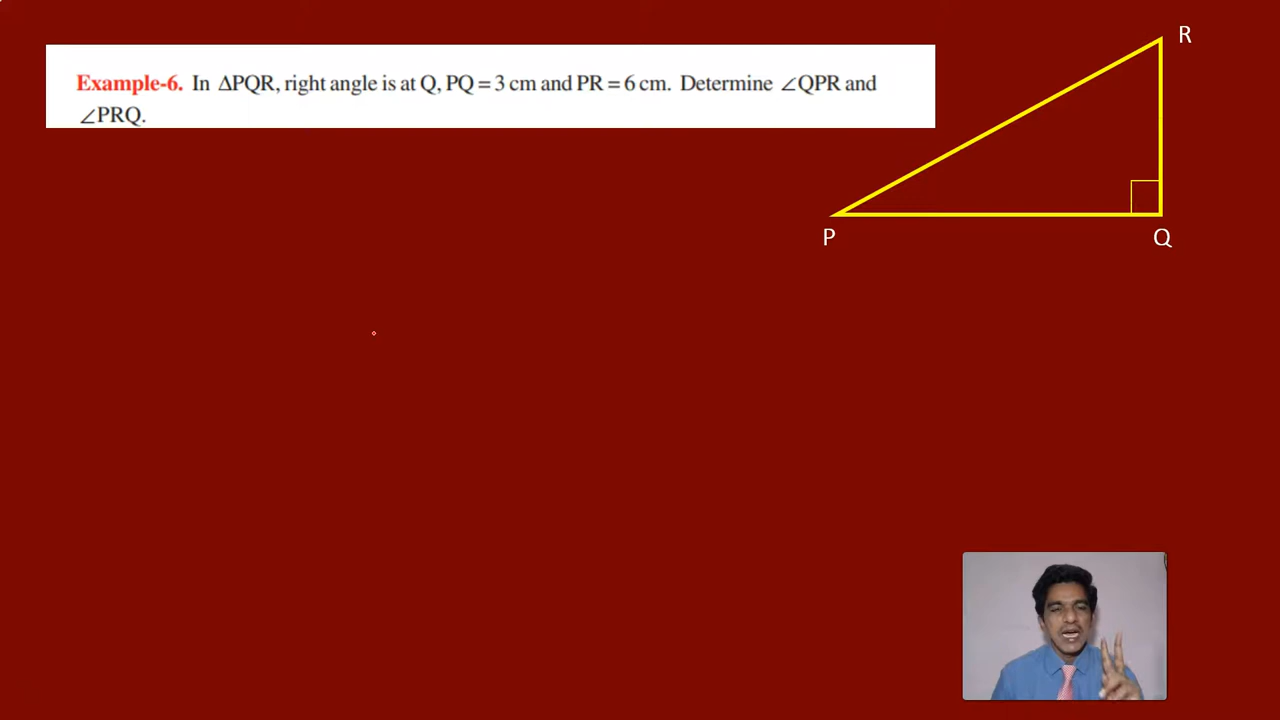 Example-6. In ΔPQR, right angle is at Q, PQ = 3 cm and PR = 6 cm. Determine ∠QPR and
∠PRQ.
R
P
Q